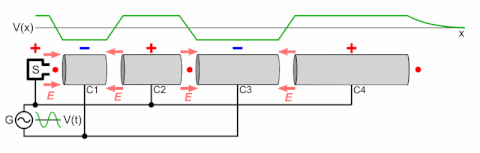 V(x)
x
+ − + − +
S
C1 C2 C3 C4
E E E
G V(t)